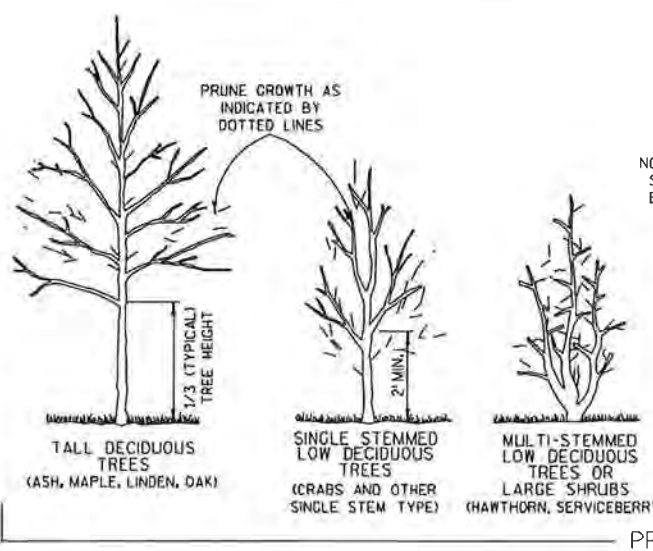 PRUNE GROWTH AS
INDICATED BY
DOTTED LINES
1/3 (TYPICAL)
TREE HEIGHT
2' MIN.
TALL DECIDUOUS
TREES
(ASH, MAPLE, LINDEN, OAK)
SINGLE STEMMED
LOW DECIDUOUS
TREES
(CRABS AND OTHER
SINGLE STEM TYPE)
MULTI-STEMMED
LOW DECIDUOUS
TREES OR
LARGE SHRUBS
(HAWTHORN, SERVICEBERRY